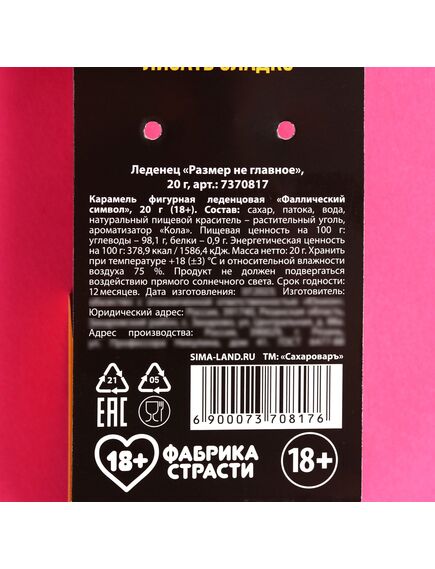 ЛИЗАТЬ СЛАДКО
Леденец «Размер не главное»,
20 г, арт.: 7370817
Карамель фигурная леденцовая «Фаллический
символ», 20 г (18+). Состав: сахар, патока, вода,
натуральный пищевой краситель – растительный уголь,
ароматизатор «Кола». Пищевая ценность на 100 г:
углеводы – 98,1 г, белки – 0,9 г. Энергетическая ценность
на 100 г: 378,9 ккал / 1586,4 кДж. Масса нетто: 20 г. Хранить
при температуре +18 (±3) °С и относительной влажности
воздуха 75 %. Продукт не должен подвергаться
воздействию прямого солнечного света. Срок годности:
12 месяцев. Дата изготовления: Изготовитель:
Юридический адрес:
Адрес производства:
SIMA-LAND.RU ТМ: «Сахароваръ»
21 05
EAC
6 900073 708176
18+ ФАБРИКА
СТРАСТИ
18+